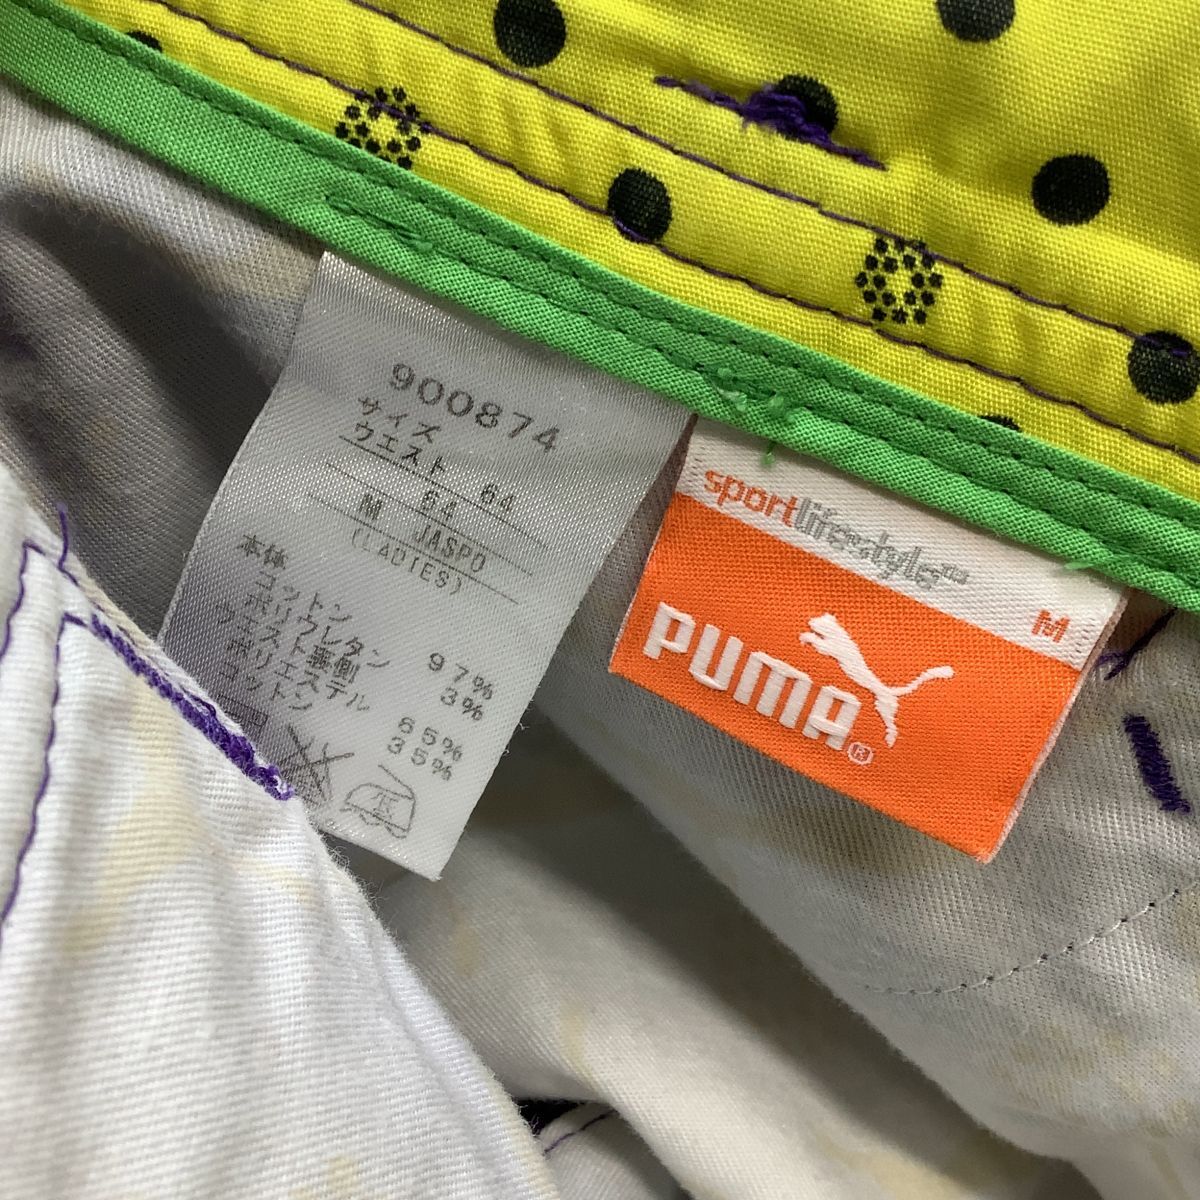 900874
サイズ
ウエスト 64
64
M JASPO
(LADIES)
本体
コットン 97%
ポリウレタン 3%
ウエスト裏側
ポリエステル 65%
コットン 35%
sportlifestyle
M
PUMA®